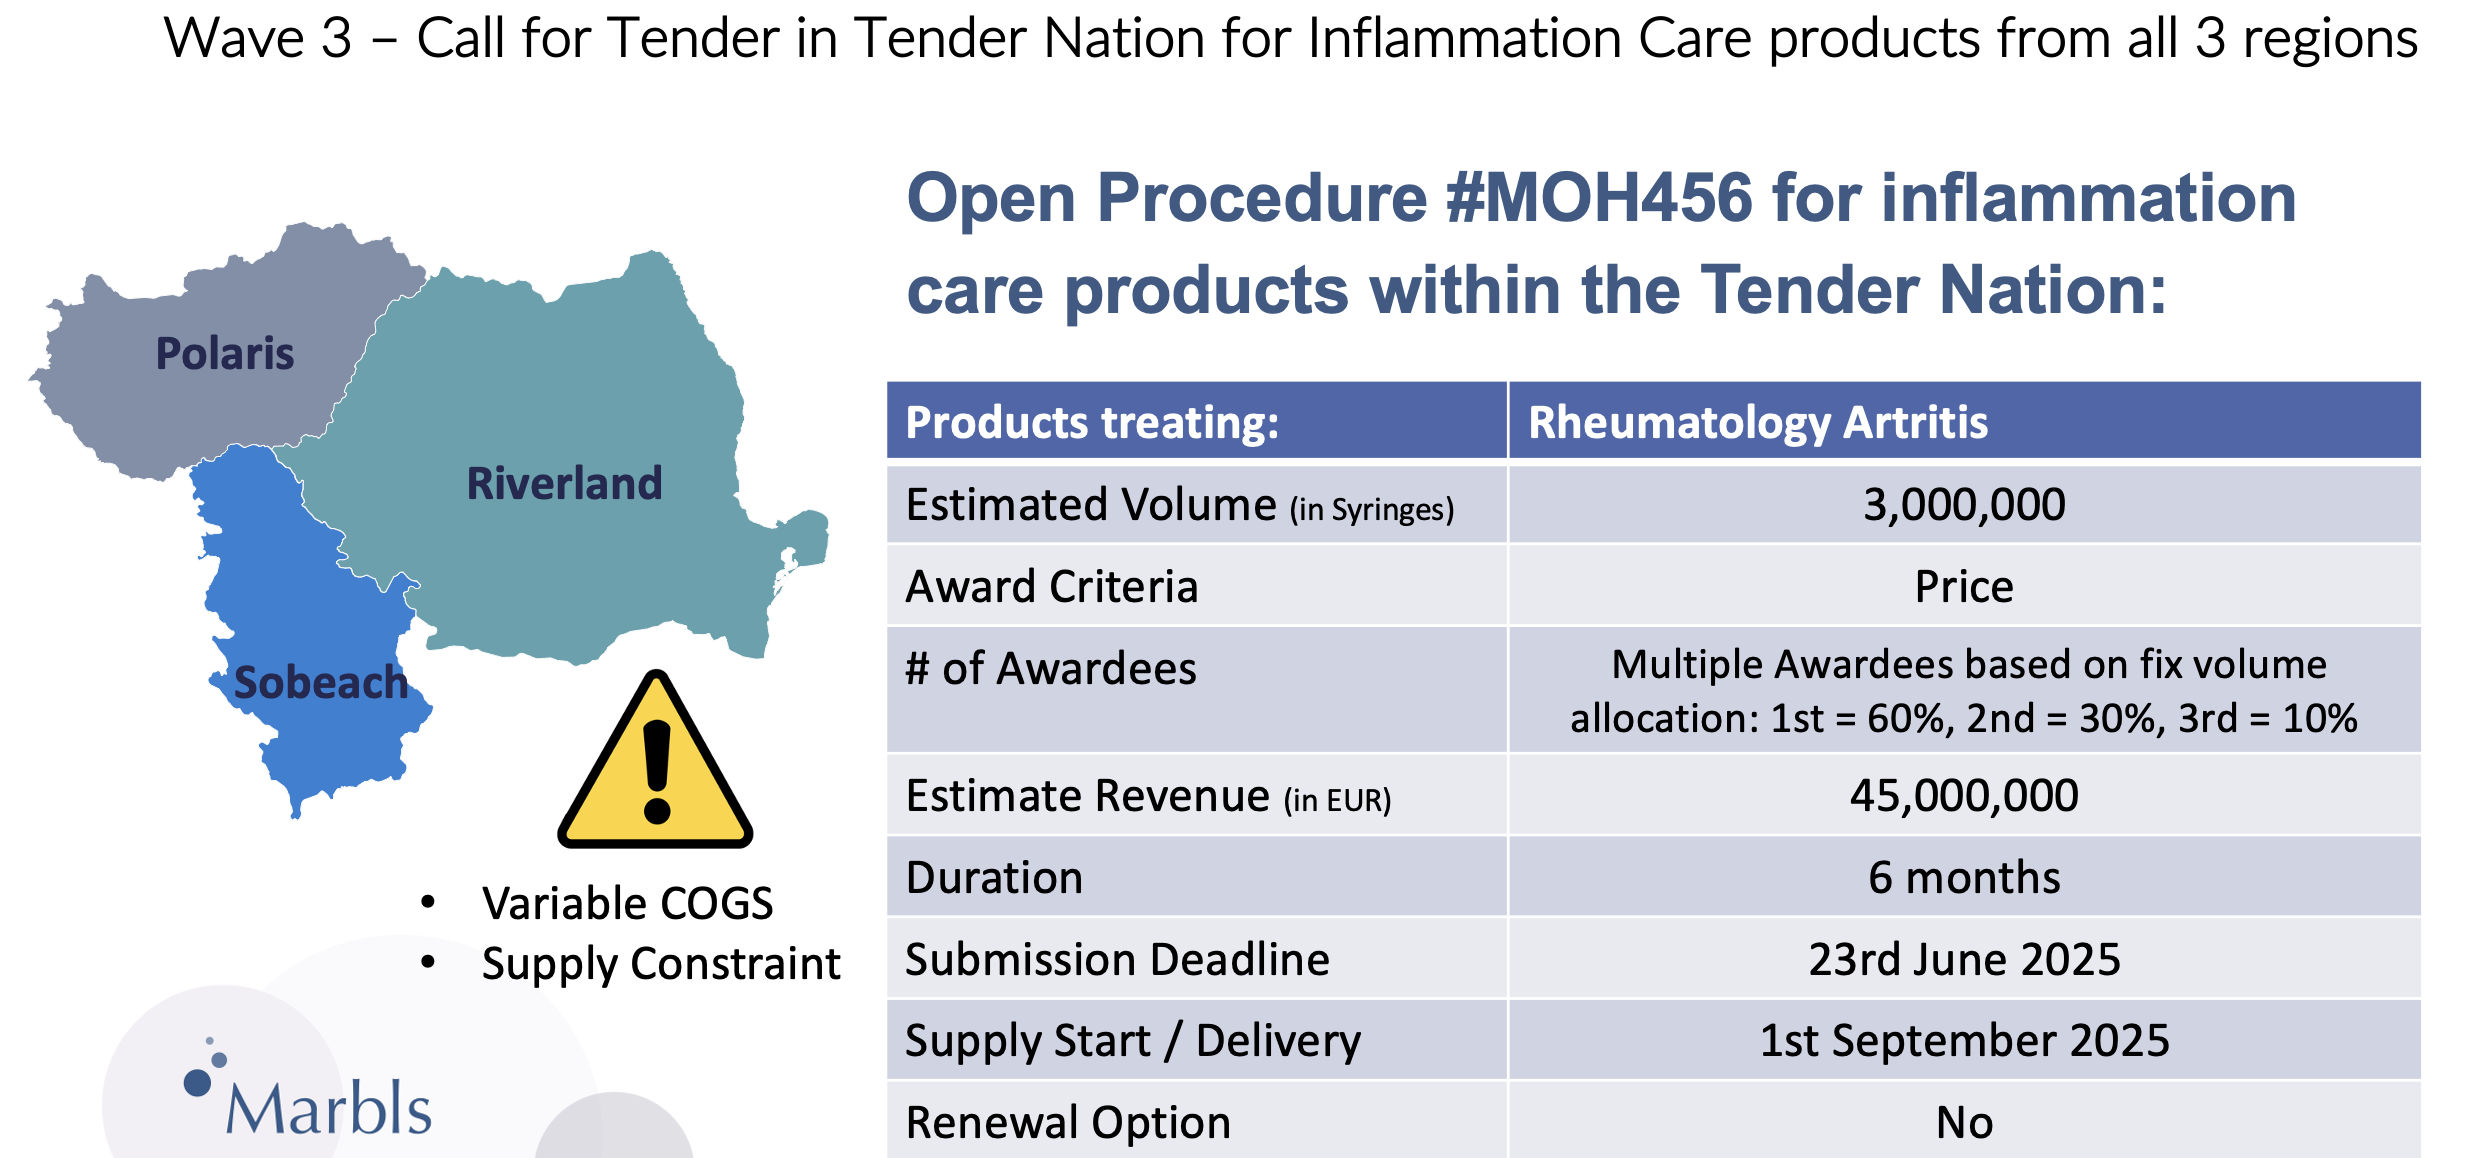 Wave 3 – Call for Tender in Tender Nation for Inflammation Care products from all 3 regions
Open Procedure #MOH456 for inflammation
care products within the Tender Nation:
Polaris
Riverland
Sobeach
• Variable COGS
• Supply Constraint
Marbls
Products treating: Rheumatology Artritis
Estimated Volume (in Syringes) 3,000,000
Award Criteria Price
# of Awardees Multiple Awardees based on fix volume
allocation: 1st = 60%, 2nd = 30%, 3rd = 10%
Estimate Revenue (in EUR) 45,000,000
Duration 6 months
Submission Deadline 23rd June 2025
Supply Start / Delivery 1st September 2025
Renewal Option No